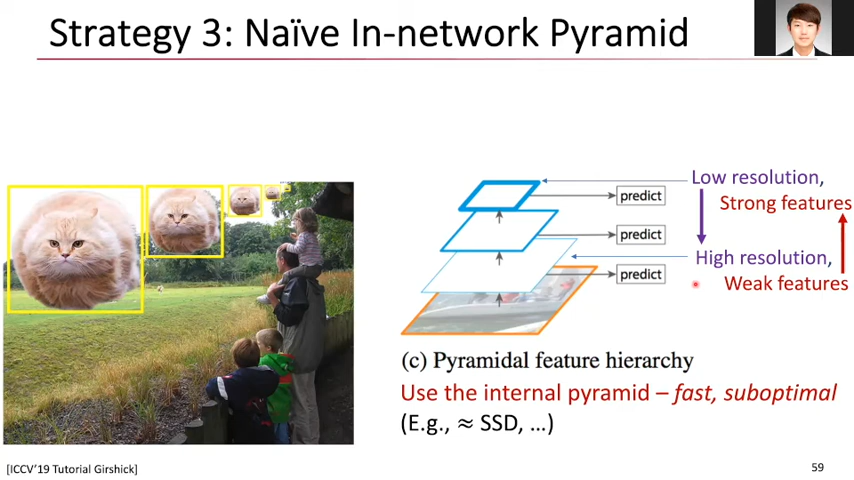 Strategy 3: Naïve In-network Pyramid
predict
predict
predict
Low resolution,
Strong features
High resolution,
Weak features
(c) Pyramidal feature hierarchy
Use the internal pyramid – fast, suboptimal
(E.g., ≈ SSD, …)
[ICCV'19 Tutorial Girshick]
59